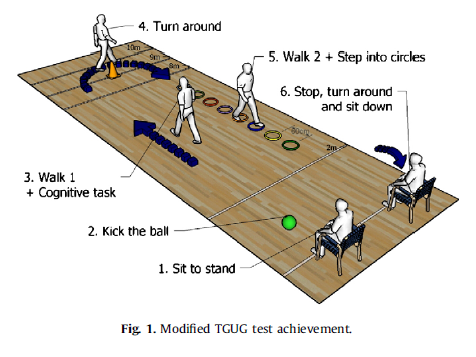 4. Turn around
10m
9m
8m
5. Walk 2 + Step into circles
6. Stop, turn around
and sit down
50cm
2m
3. Walk 1
+ Cognitive task
2. Kick the ball
1. Sit to stand
Fig. 1. Modified TGUG test achievement.